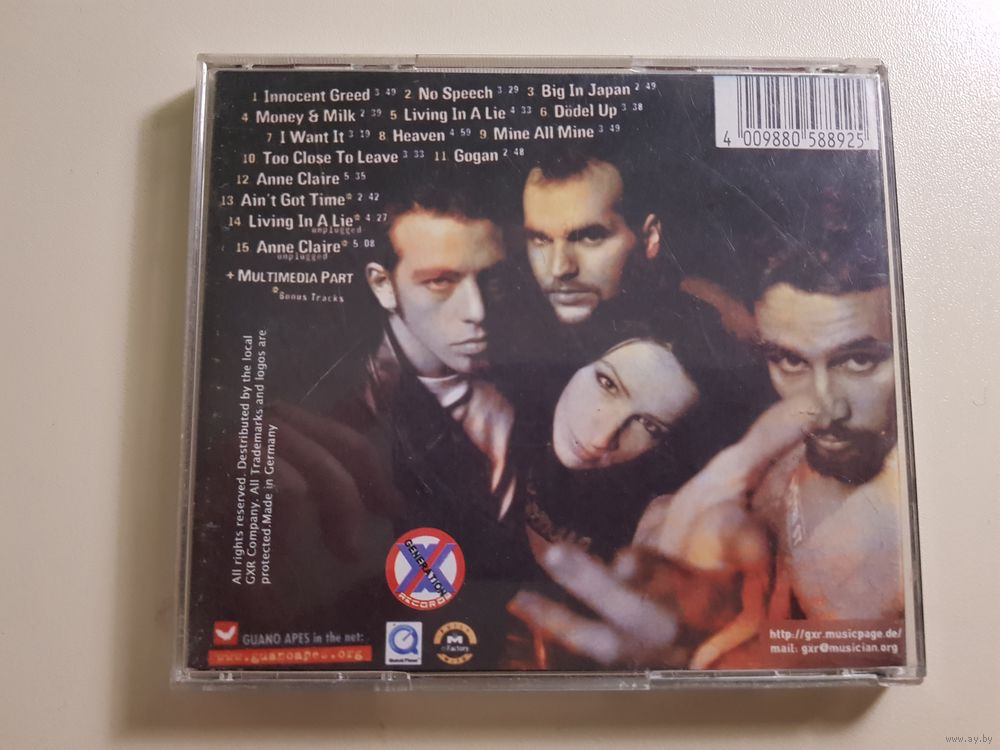 1 Innocent Greed 3 49 2 No Speech 3 29 3 Big In Japan 2 49
4 Money & Milk 2 39 5 Living In A Lie 4 33 6 Dödel Up 3 38
7 I Want It 3 19 8 Heaven 4 59 9 Mine All Mine 3 49
10 Too Close To Leave 3 33 11 Gogan 2 48
12 Anne Claire 5 35
13 Ain't Got Time* 2 42
14 Living In A Lie* 4 27
unplugged
15 Anne Claire* 5 08
unplugged
+ MULTIMEDIA PART
*Bonus Tracks
4 009880 588925
All rights reserved. Destributed by the local
GXR Company. All Trademarks and logos are
protected.Made in Germany
GENERATION
X
RECORDS
GUANO APES in the net:
www.guanoapes.org
M
Factory
http://gxr.musicpage.de/
mail: gxr@musician.org
www.ay.by